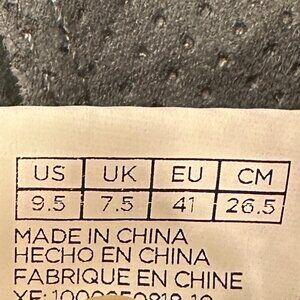 US UK EU CM
9.5 7.5 41 26.5
MADE IN CHINA
HECHO EN CHINA
FABRIQUE EN CHINE